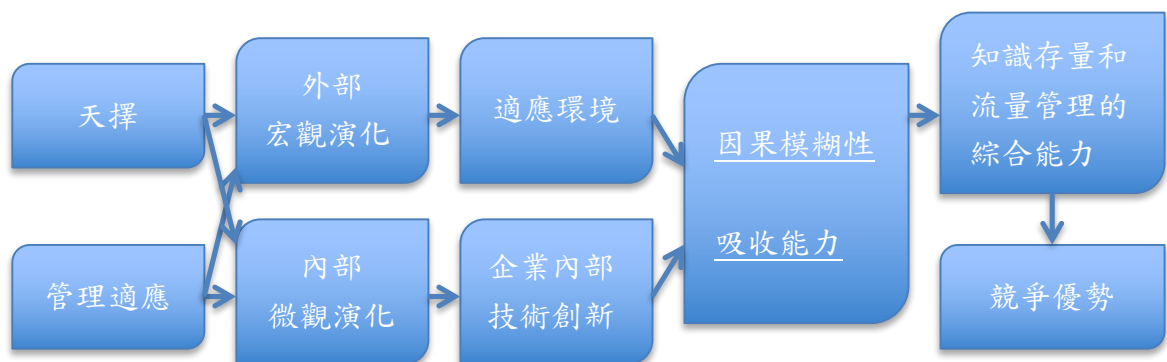 天擇
管理適應
外部
宏觀演化
內部
微觀演化
適應環境
企業內部
技術創新
因果模糊性
吸收能力
知識存量和
流量管理的
綜合能力
競爭優勢